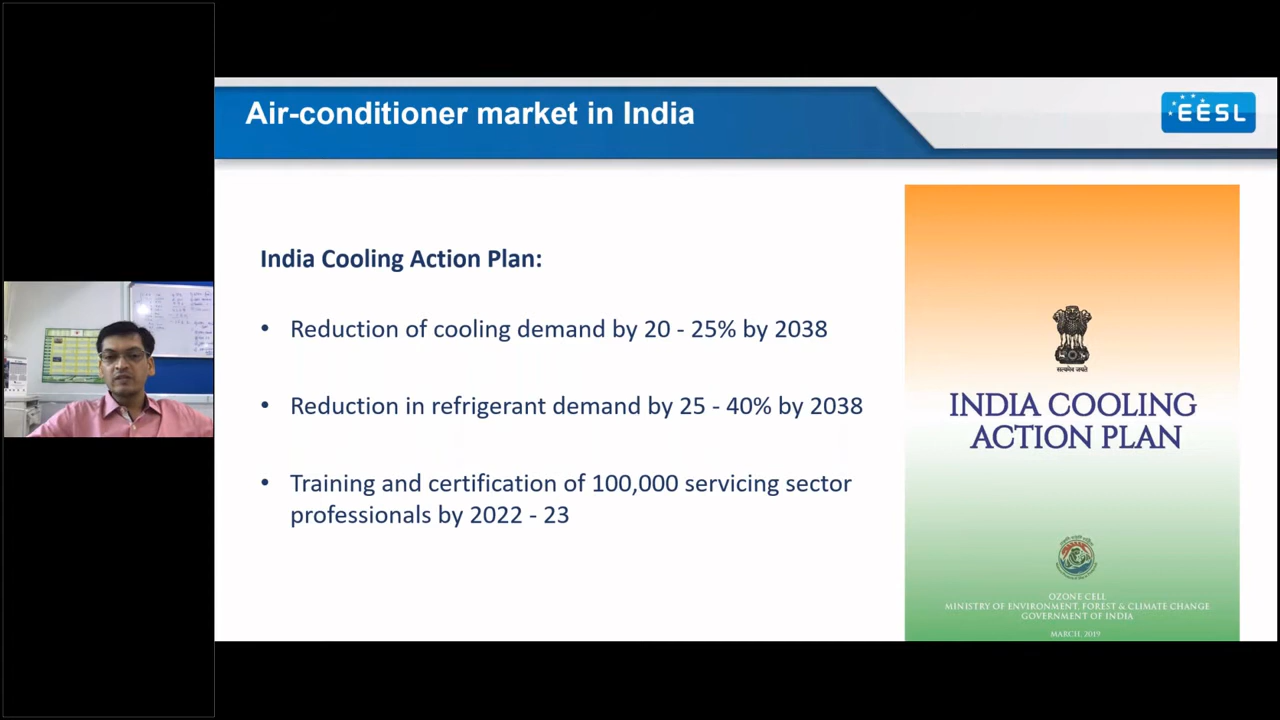 Air-conditioner market in India
EESL
India Cooling Action Plan:
• Reduction of cooling demand by 20 - 25% by 2038
• Reduction in refrigerant demand by 25 - 40% by 2038
• Training and certification of 100,000 servicing sector
professionals by 2022 - 23
सत्यमेव जयते
INDIA COOLING
ACTION PLAN
OZONE CELL
MINISTRY OF ENVIRONMENT, FOREST & CLIMATE CHANGE
GOVERNMENT OF INDIA
MARCH, 2019